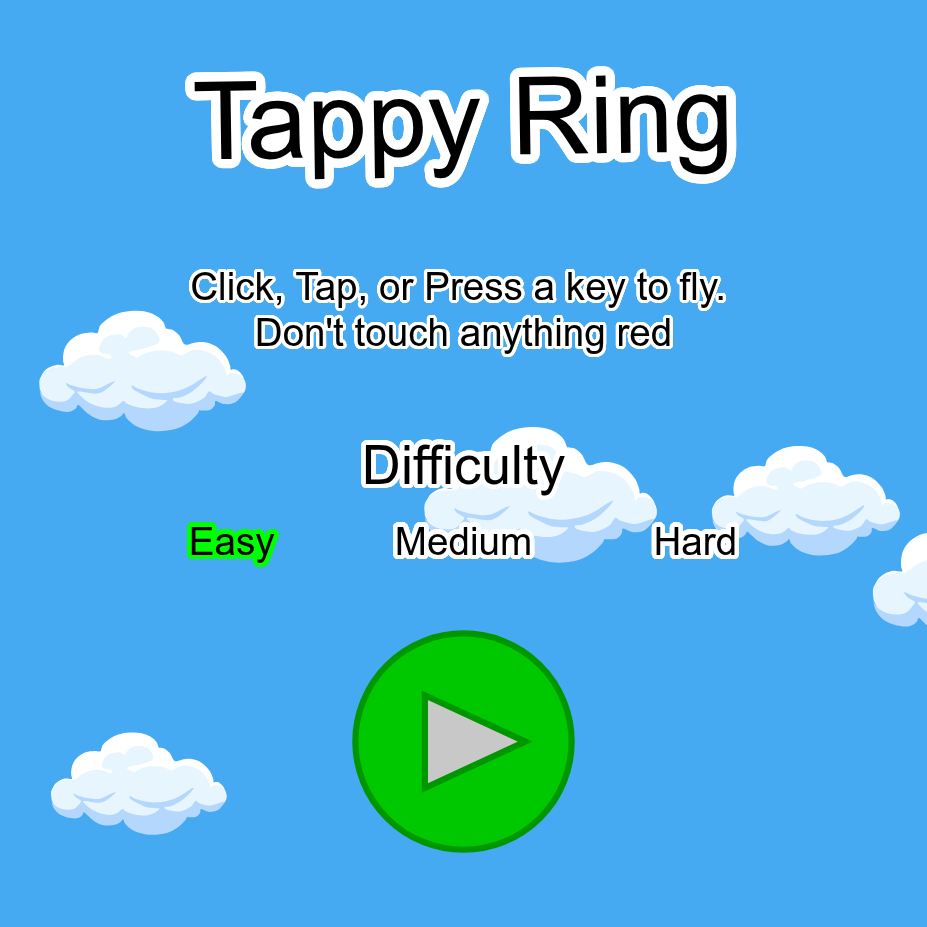 Tappy Ring
Click, Tap, or Press a key to fly.
Don't touch anything red
Difficulty
Easy Medium Hard